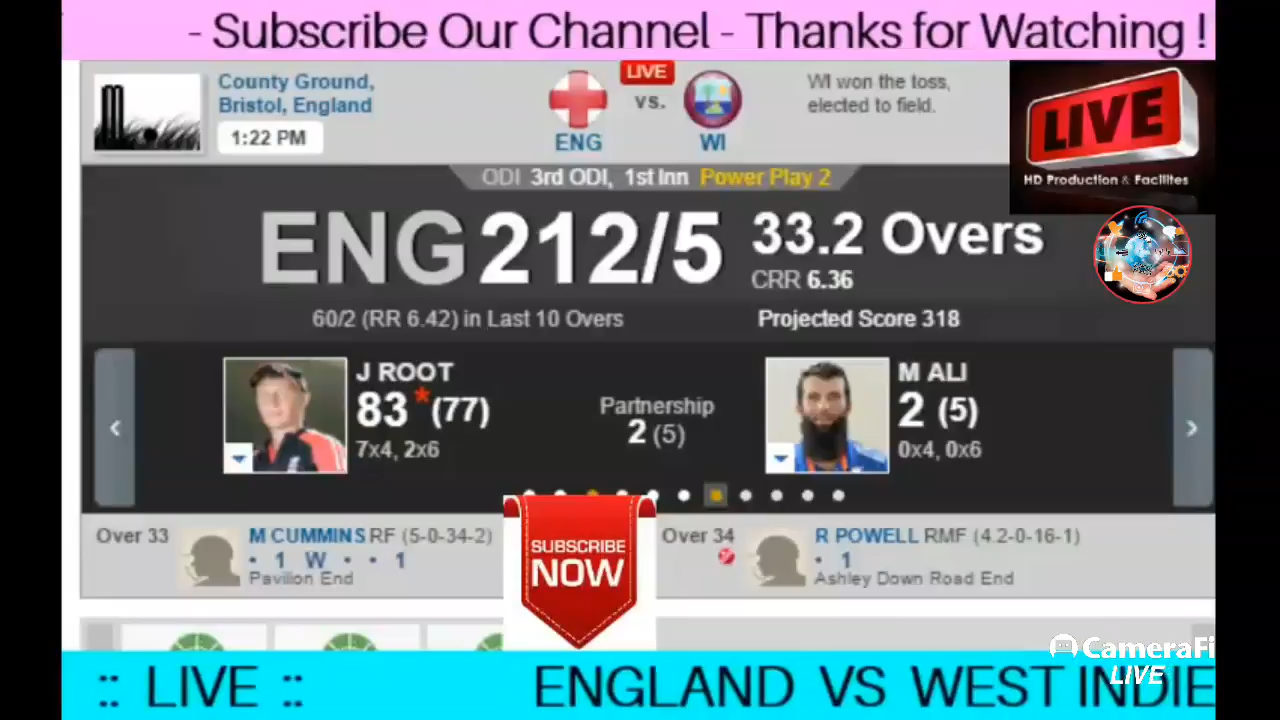 - Subscribe Our Channel - Thanks for Watching !
County Ground,
Bristol, England
1:22 PM
LIVE
vs.
ENG
WI
WI won the toss,
elected to field.
LIVE
HD Production & Facilites
ODI 3rd ODI, 1st Inn Power Play 2
ENG 212/5
33.2 Overs
CRR 6.36
60/2 (RR 6.42) in Last 10 Overs
Projected Score 318
J ROOT
83*(77)
7x4, 2x6
Partnership
2 (5)
M ALI
2 (5)
0x4, 0x6
Over 33
M CUMMINS RF (5-0-34-2)
• 1 W • • 1
Pavilion End
SUBSCRIBE
NOW
Over 34
R POWELL RMF (4.2-0-16-1)
• 1
Ashley Down Road End
CameraFi
LIVE
:: LIVE :: ENGLAND VS WEST INDIE